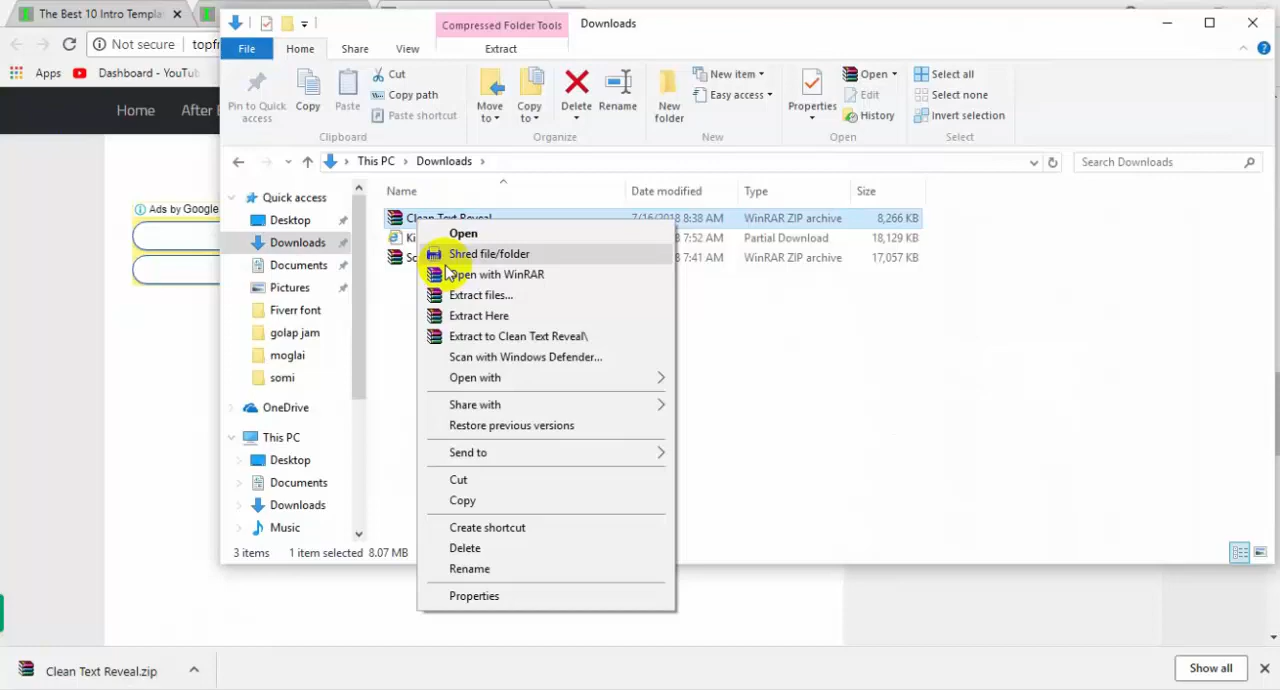 The Best 10 Intro Templa
Compressed Folder Tools
Downloads
Not secure
topfr
File
Home
Share
View
Extract
Apps
Dashboard - YouTu
Home
After E
Pin to Quick access
Copy
Paste
Cut
Copy path
Paste shortcut
Clipboard
Move to
Copy to
Delete
Rename
Organize
New folder
New item
Easy access
New
Properties
Open
Edit
History
Open
Select all
Select none
Invert selection
Select
This PC
Downloads
Search Downloads
Ads by Google
Quick access
Desktop
Downloads
Documents
Pictures
Fiverr font
golap jam
moglai
somi
OneDrive
This PC
Desktop
Documents
Downloads
Music
Name
Date modified
Type
Size
Clean Text Reveal
7/16/2018 8:38 AM
WinRAR ZIP archive
8,266 KB
Ki
8 7:52 AM
Partial Download
18,129 KB
Sc
8 7:41 AM
WinRAR ZIP archive
17,057 KB
Open
Shred file/folder
Open with WinRAR
Extract files...
Extract Here
Extract to Clean Text Reveal\
Scan with Windows Defender...
Open with
Share with
Restore previous versions
Send to
Cut
Copy
Create shortcut
Delete
Rename
Properties
3 items
1 item selected
8.07 MB
Clean Text Reveal.zip
Show all